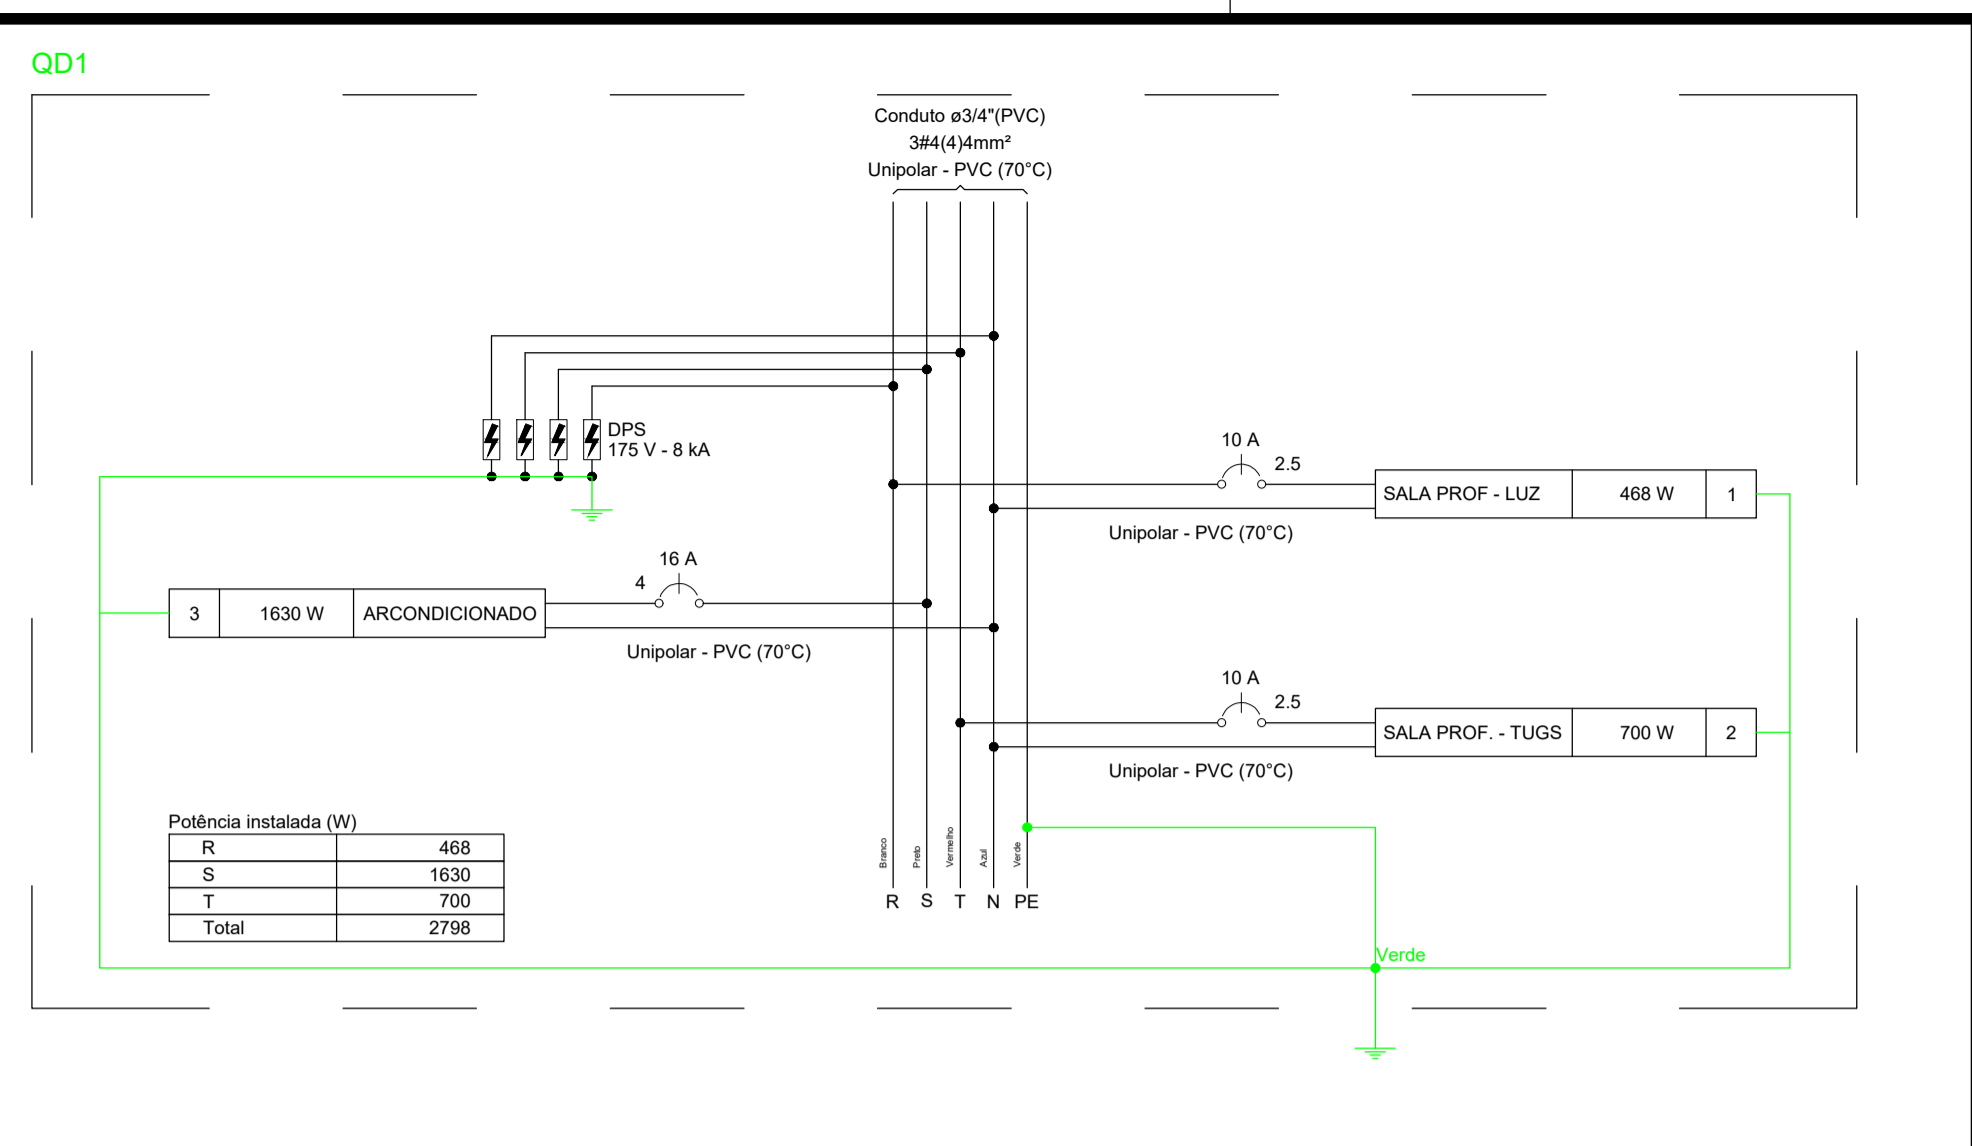 QD1
Conduto ø3/4"(PVC)
3#4(4)4mm²
Unipolar - PVC (70°C)
DPS
175 V - 8 kA
10 A
2.5
SALA PROF - LUZ 468 W 1
Unipolar - PVC (70°C)
16 A
4
3 1630 W ARCONDICIONADO
Unipolar - PVC (70°C)
10 A
2.5
SALA PROF. - TUGS 700 W 2
Unipolar - PVC (70°C)
Potência instalada (W)
R 468
S 1630
T 700
Total 2798
Branco
Preto
Vermelho
Azul
Verde
R S T N PE
Verde